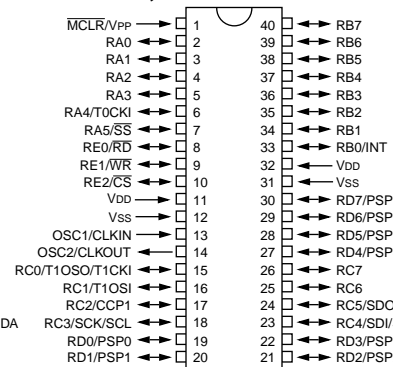 MCLR/VPP 1 40 RB7
RA0 2 39 RB6
RA1 3 38 RB5
RA2 4 37 RB4
RA3 5 36 RB3
RA4/T0CKI 6 35 RB2
RA5/SS 7 34 RB1
RE0/RD 8 33 RB0/INT
RE1/WR 9 32 VDD
RE2/CS 10 31 VSS
VDD 11 30 RD7/PSP
VSS 12 29 RD6/PSP
OSC1/CLKIN 13 28 RD5/PSP
OSC2/CLKOUT 14 27 RD4/PSP
RC0/T1OSO/T1CKI 15 26 RC7
RC1/T1OSI 16 25 RC6
RC2/CCP1 17 24 RC5/SDO
DA RC3/SCK/SCL 18 23 RC4/SDI/
RD0/PSP0 19 22 RD3/PSP
RD1/PSP1 20 21 RD2/PSP